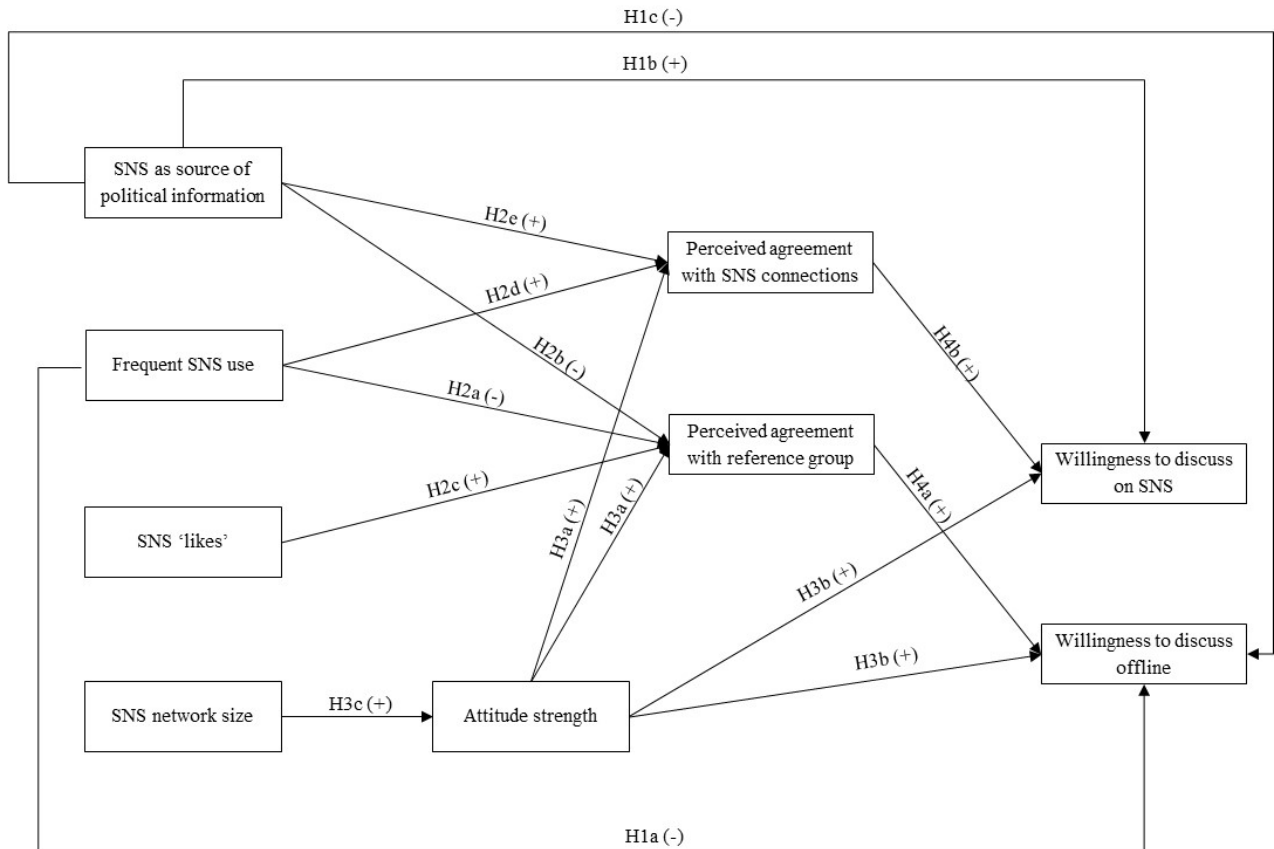 H1c (-)
H1b (+)
SNS as source of
political information
H2e (+)
Perceived agreement
with SNS connections
H2d (+)
H2b (-)
H4b (+)
Frequent SNS use
H2a (-)
Perceived agreement
with reference group
H2c (+)
H3a (+)
H3a (+)
H4a (+)
Willingness to discuss
on SNS
SNS ‘likes’
H3b (+)
H3b (+)
Willingness to discuss
offline
SNS network size
H3c (+)
Attitude strength
H1a (-)